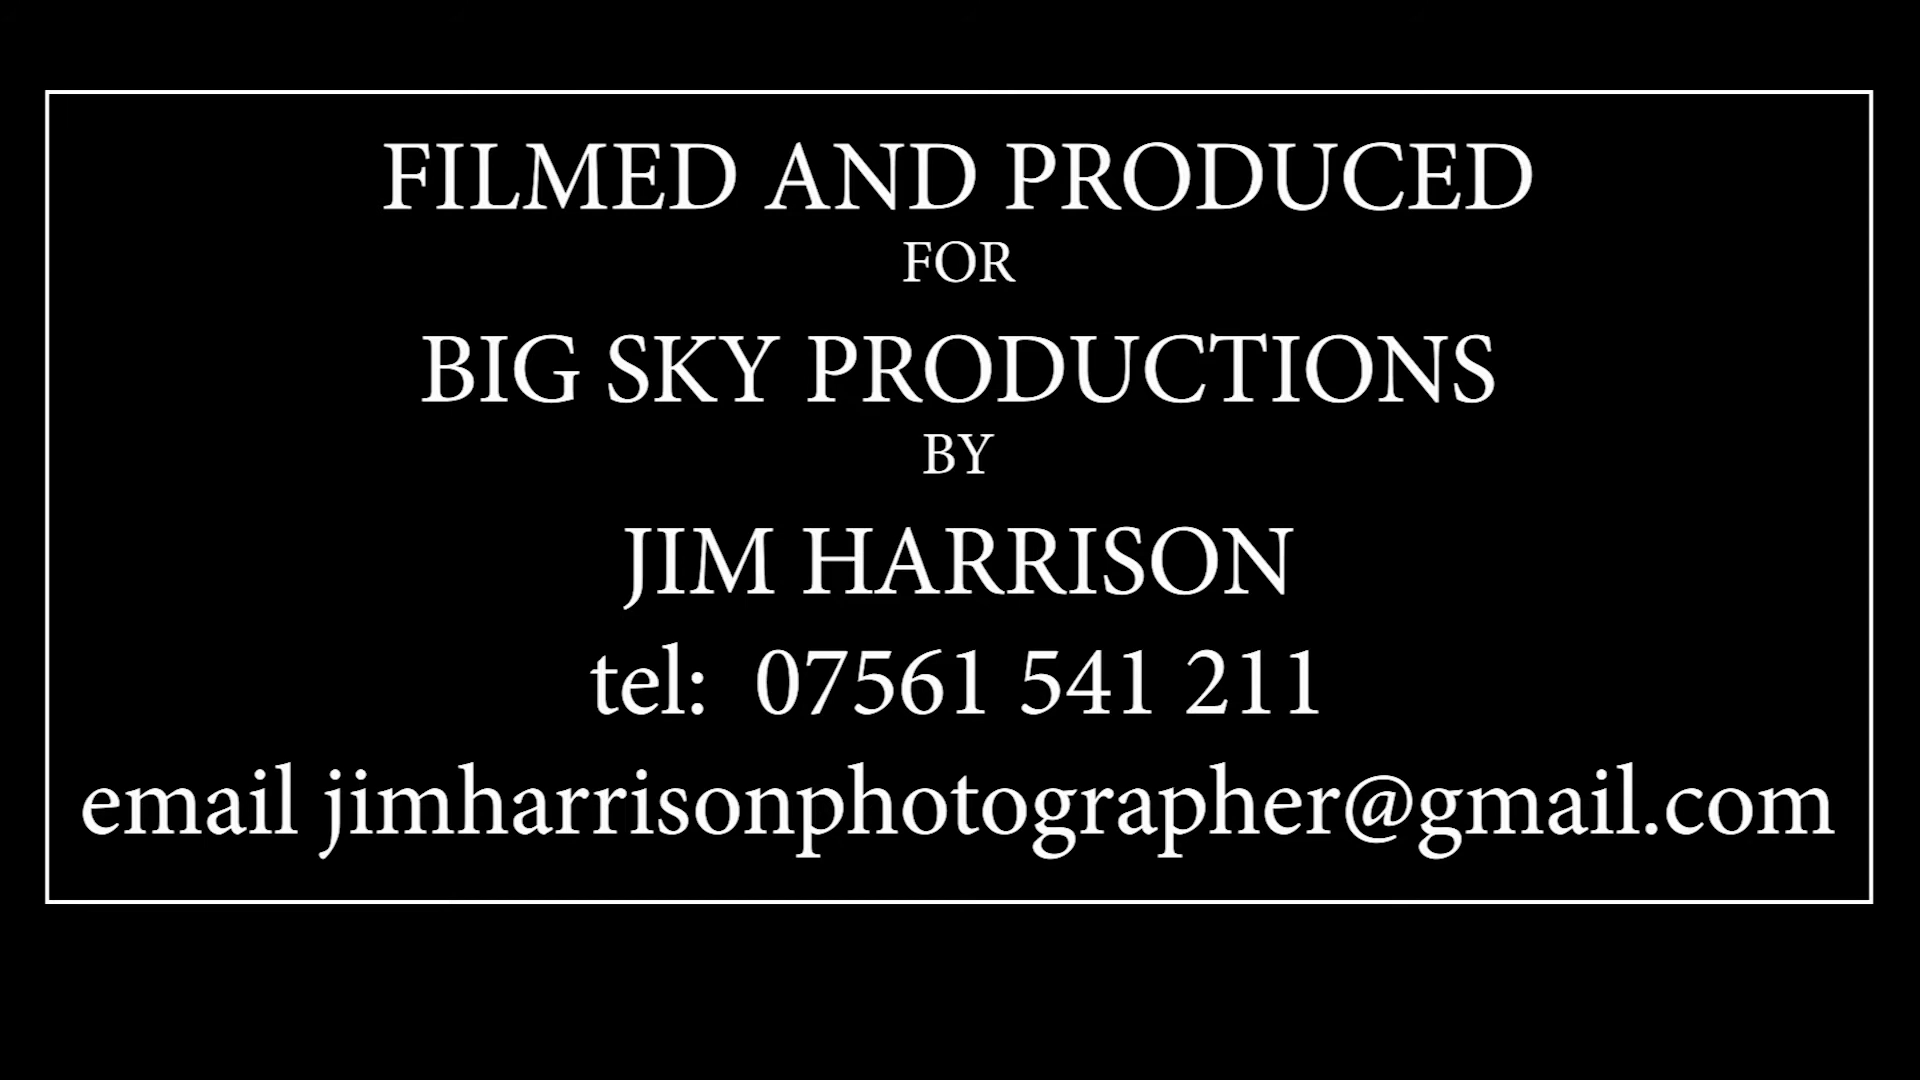 FILMED AND PRODUCED
FOR
BIG SKY PRODUCTIONS
BY
JIM HARRISON
tel:  07561 541 211
email jimharrisonphotographer@gmail.com